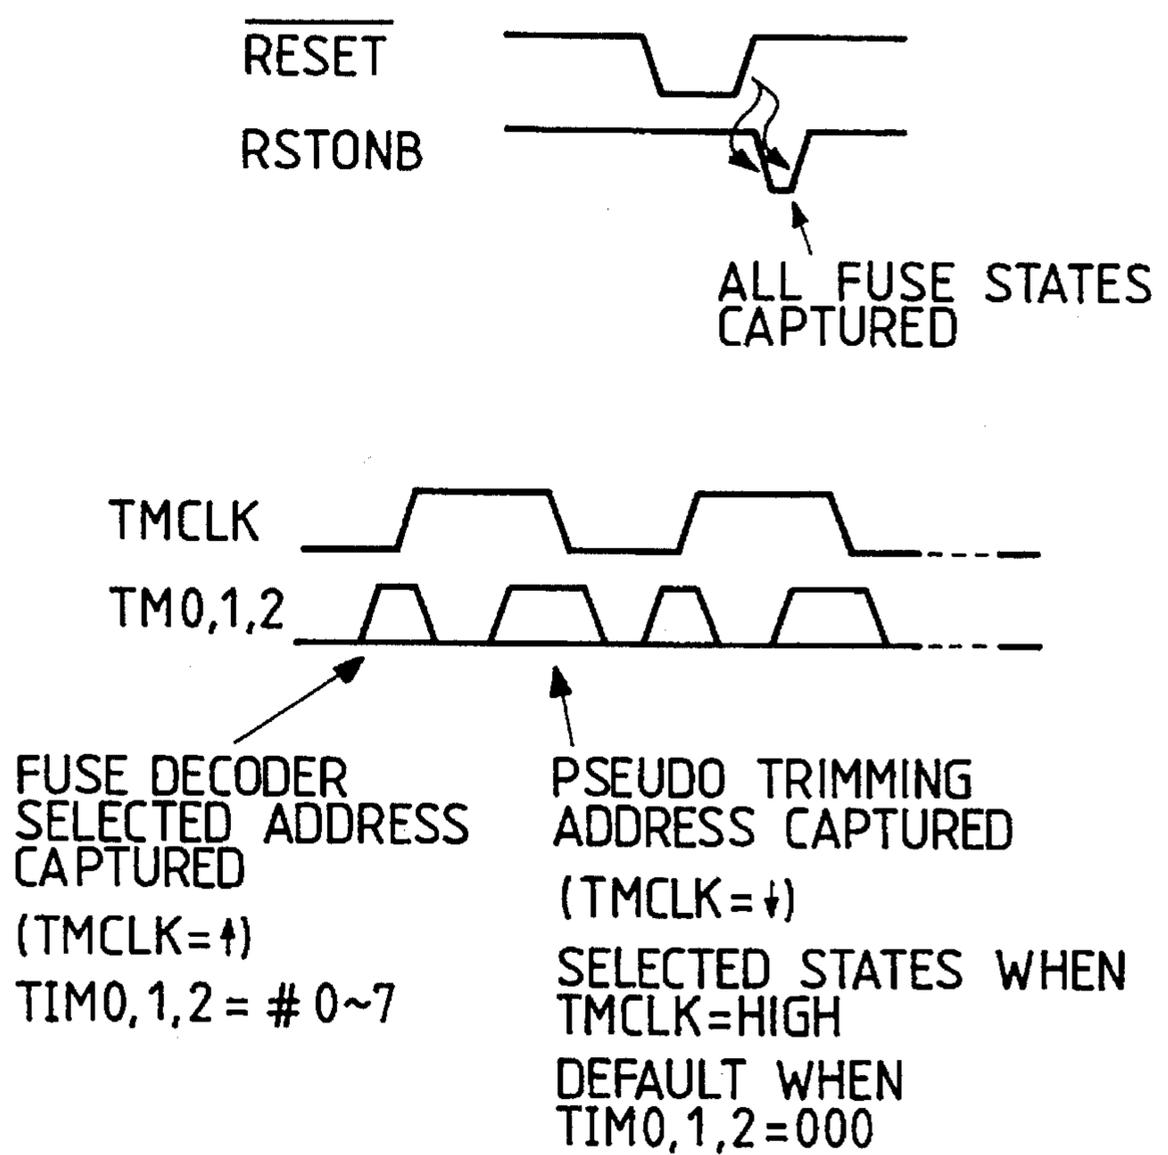 RESET
RSTONB
ALL FUSE STATES
CAPTURED
TMCLK
TM0,1,2
FUSE DECODER
SELECTED ADDRESS
CAPTURED
(TMCLK=↑)
TIM0,1,2=# 0~7
PSEUDO TRIMMING
ADDRESS CAPTURED
(TMCLK=↓)
SELECTED STATES WHEN
TMCLK=HIGH
DEFAULT WHEN
TIM0,1,2=000